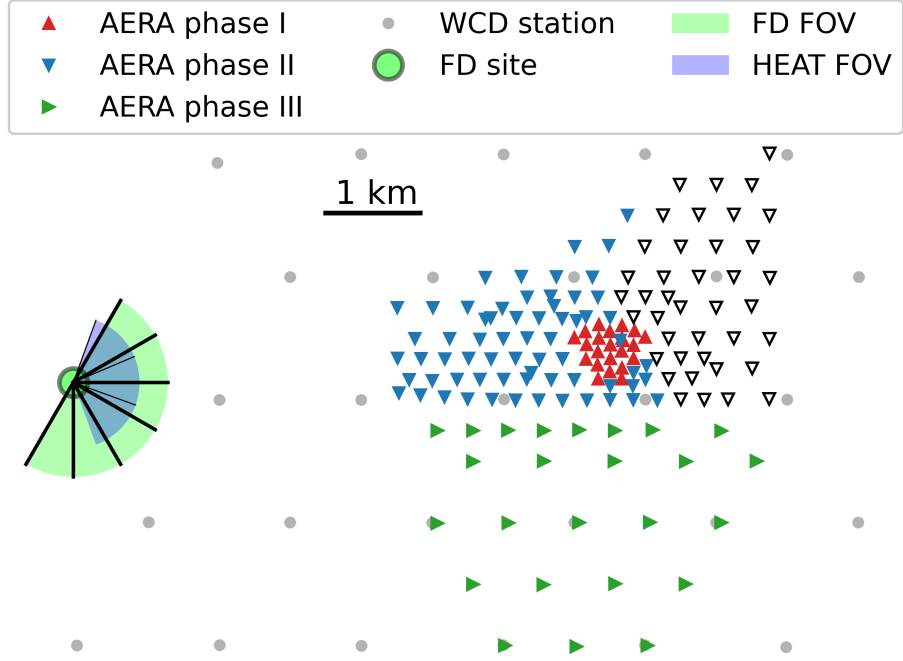 AERA phase I
AERA phase II
AERA phase III
WCD station
FD site
FD FOV
HEAT FOV
1 km